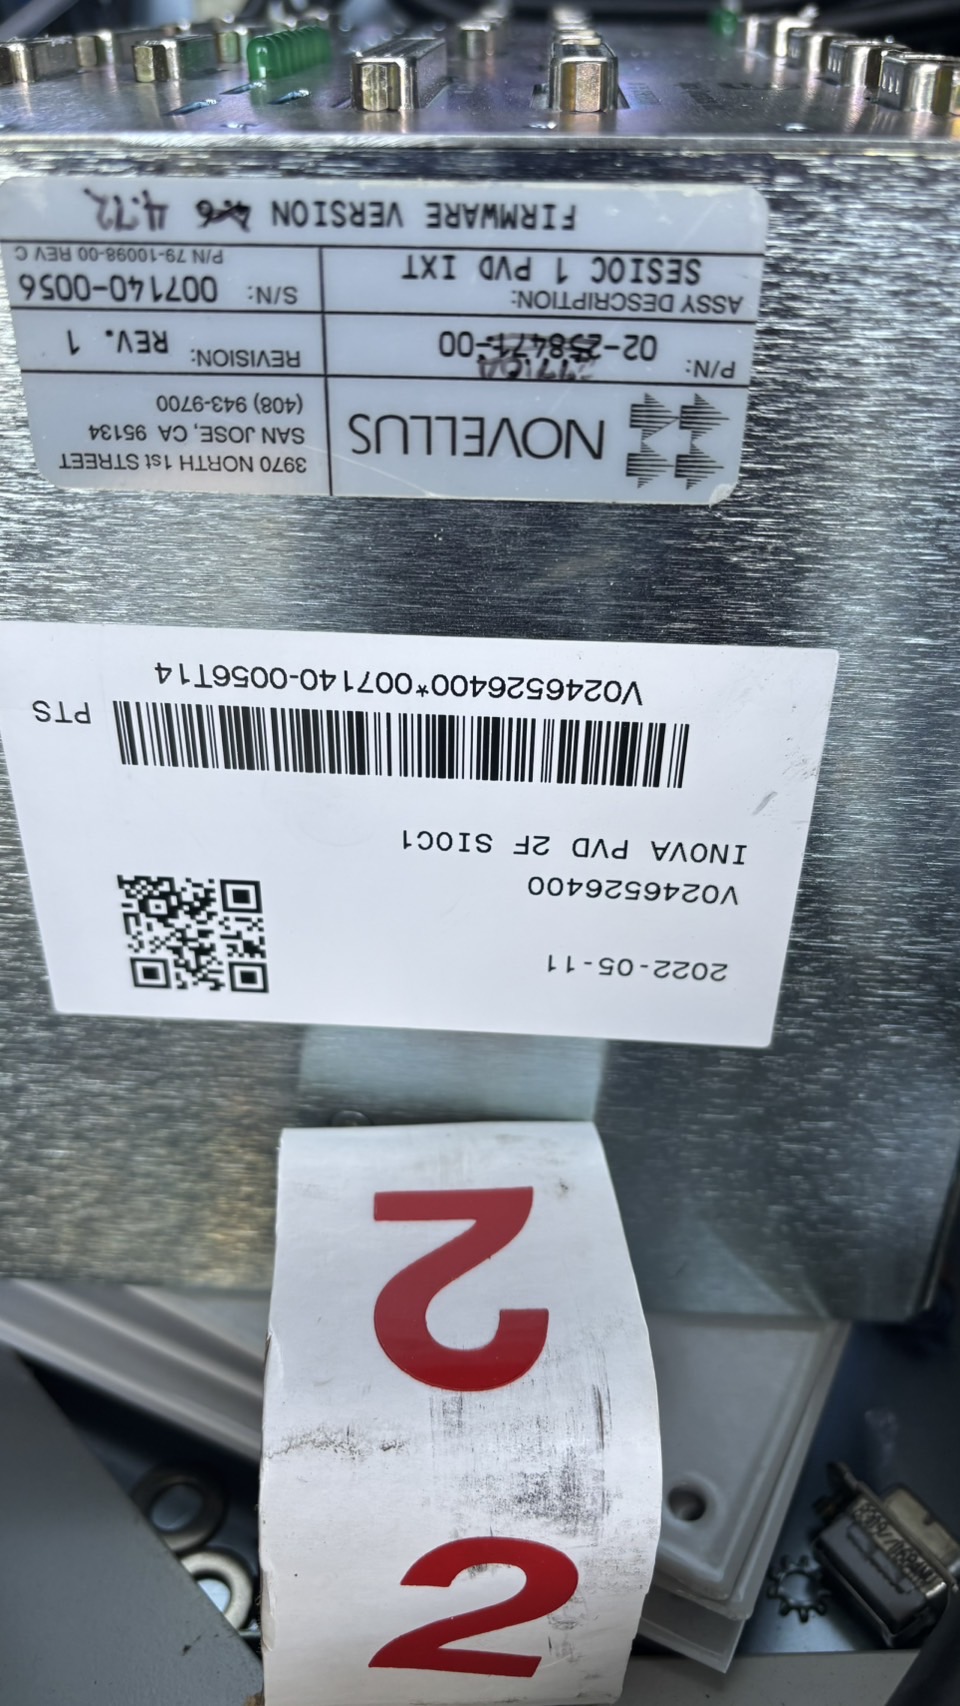 NOVELLUS
3970 NORTH 1st STREET
SAN JOSE, CA 95134
(408) 943-9700
P/N: 02-258471-00
REVISION: REV. 1
ASSY DESCRIPTION:
SESIOC 1 PVD IXT
S/N: 007140-0056
P/N 79-10098-00 REV C
FIRMWARE VERSION 4.72
2022-05-11
V0246526400
INOVA PVD 2F SIOC1
PTS
V0246526400*007140-0056T14
2
2